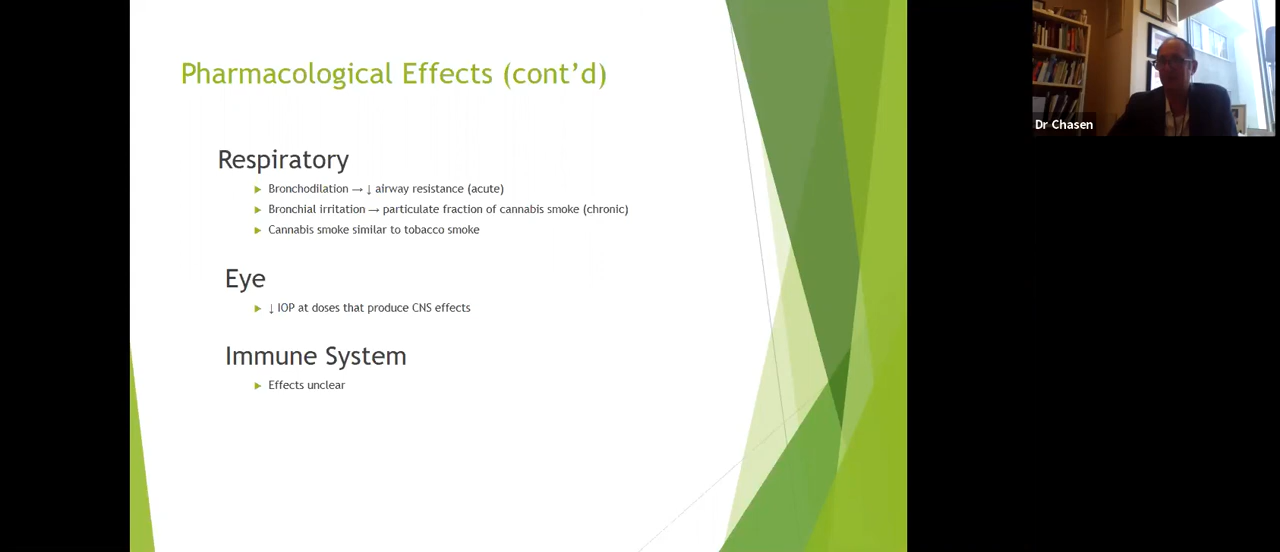 Pharmacological Effects (cont’d)
Dr Chasen
Respiratory
► Bronchodilation → ↓ airway resistance (acute)
► Bronchial irritation → particulate fraction of cannabis smoke (chronic)
► Cannabis smoke similar to tobacco smoke
Eye
► ↓ IOP at doses that produce CNS effects
Immune System
► Effects unclear